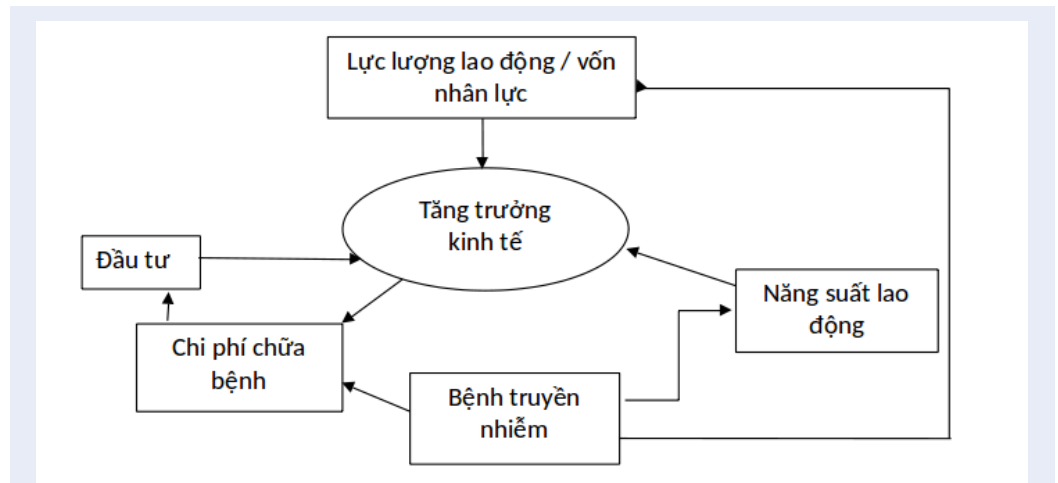 Lực lượng lao động / vốn
nhân lực
Tăng trưởng
kinh tế
Đầu tư
Năng suất lao
động
Chi phí chữa
bệnh
Bệnh truyền
nhiễm